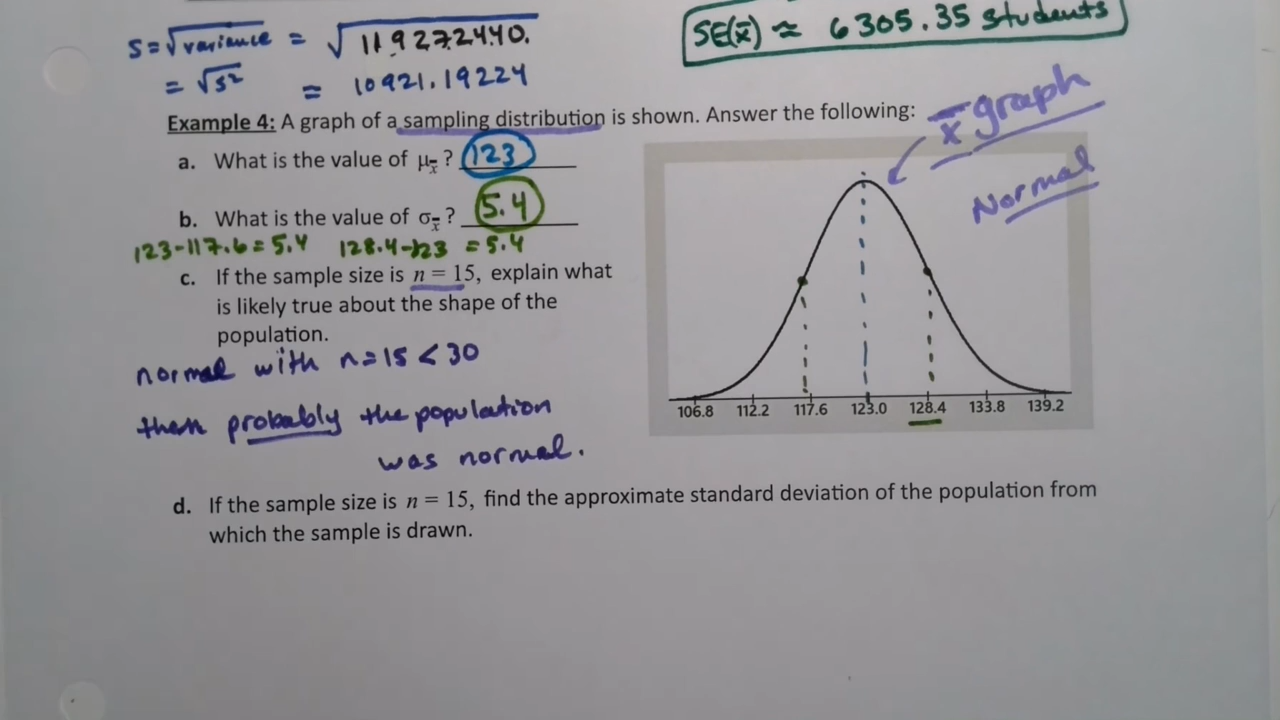 S = √variance = √119272440.
SE(x̄) ≈ 6305.35 students
= √s² = 10921.19224
Example 4: A graph of a sampling distribution is shown. Answer the following:
x̄ graph
Normal
a. What is the value of μx̄ ? 123
b. What is the value of σx̄ ? 5.4
123-117.6 = 5.4 128.4-123 = 5.4
c. If the sample size is n = 15, explain what
is likely true about the shape of the
population.
normal with n=15 < 30
then probably the population
was normal.
106.8 112.2 117.6 123.0 128.4 133.8 139.2
d. If the sample size is n = 15, find the approximate standard deviation of the population from
which the sample is drawn.